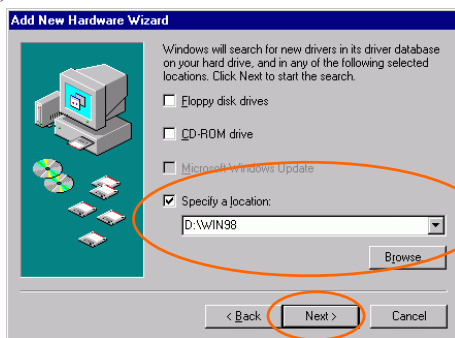 Add New Hardware Wizard
Windows will search for new drivers in its driver database
on your hard drive, and in any of the following selected
locations. Click Next to start the search.
Floppy disk drives
CD-ROM drive
Microsoft Windows Update
Specify a location:
D:\WIN98
Browse...
< Back
Next >
Cancel